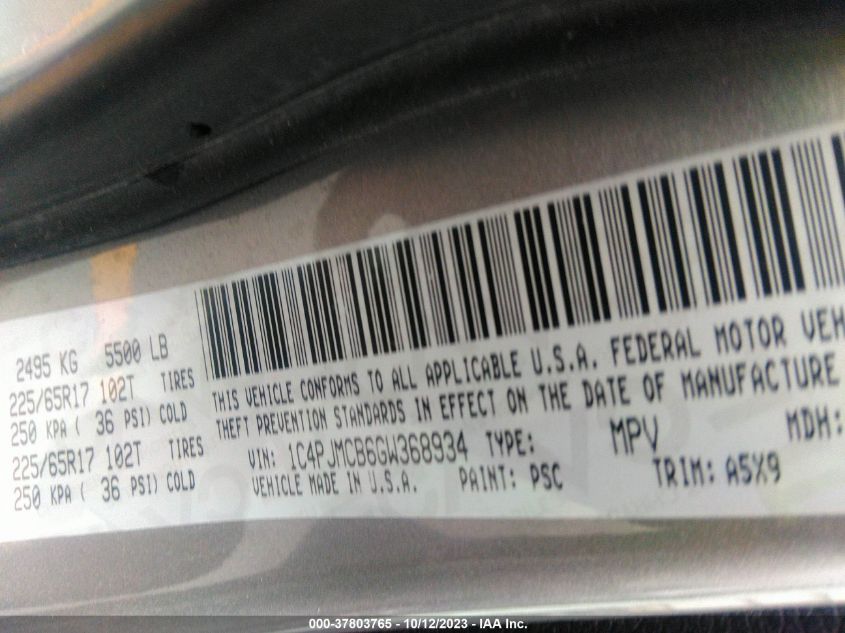 2495 KG 5500 LB
225/65R17 102T TIRES
250 KPA ( 36 PSI) COLD
225/65R17 102T TIRES
250 KPA ( 36 PSI) COLD
THIS VEHICLE CONFORMS TO ALL APPLICABLE U.S.A. FEDERAL MOTOR VEH
THEFT PREVENTION STANDARDS IN EFFECT ON THE DATE OF MANUFACTURE
VIN: 1C4PJMCB6GW368934 TYPE: MPV MDH:
VEHICLE MADE IN U.S.A. PAINT: PSC TRIM: A5X9
000-37803765 - 10/12/2023 - IAA Inc.